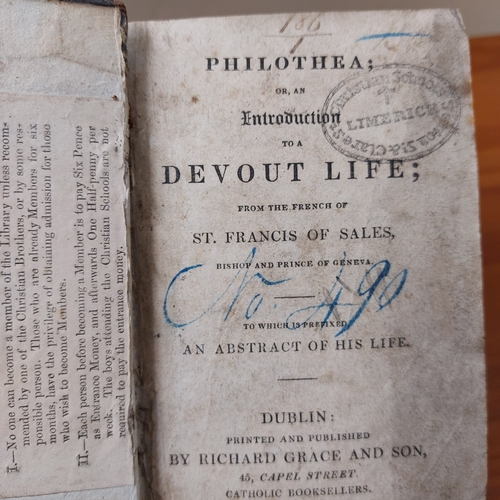 I.—No one can become a member of the Library unless recom-
mended by one of the Christian Brothers, or by some res-
ponsible person. Those who are already Members for six
months, have the privilege of obtaining admission for those
who wish to become Members.
II.—Each person before becoming a Member is to pay Six Pence
as Entrance Money, and afterwards One Half-penny per
week. The boys attending the Christian Schools are not
required to pay the entrance money.
186
1
PHILOTHEA;
OR, AN
Introduction
TO A
DEVOUT LIFE;
FROM THE FRENCH OF
ST. FRANCIS OF SALES,
BISHOP AND PRINCE OF GENEVA.
No. 490
TO WHICH IS PREFIXED
AN ABSTRACT OF HIS LIFE.
DUBLIN:
PRINTED AND PUBLISHED
BY RICHARD GRACE AND SON,
45, CAPEL STREET.
CATHOLIC BOOKSELLERS.
LIMERICK